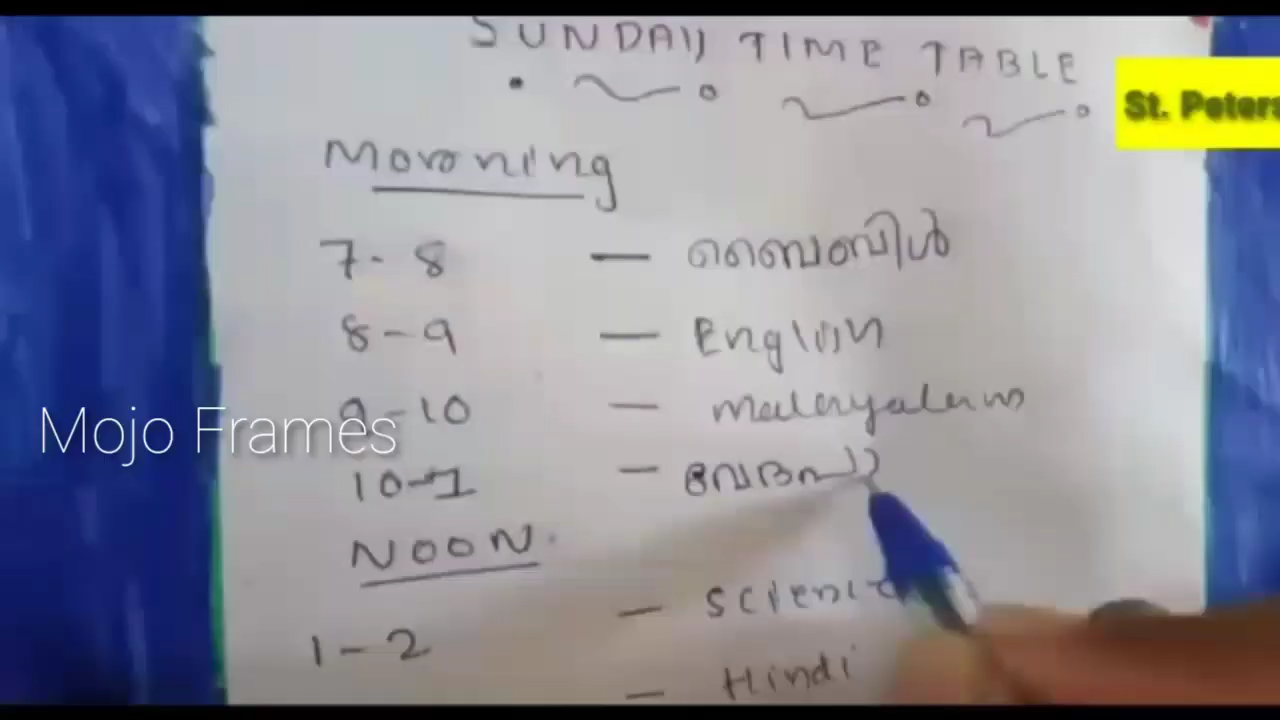 SUNDAY TIME TABLE
St. Peters
Morning
7-8 — ബൈബിൾ
8-9 — English
9-10 — Malayalam
Mojo Frames
10-1 — വേദപാ
NOON.
1-2 — Science
— Hindi